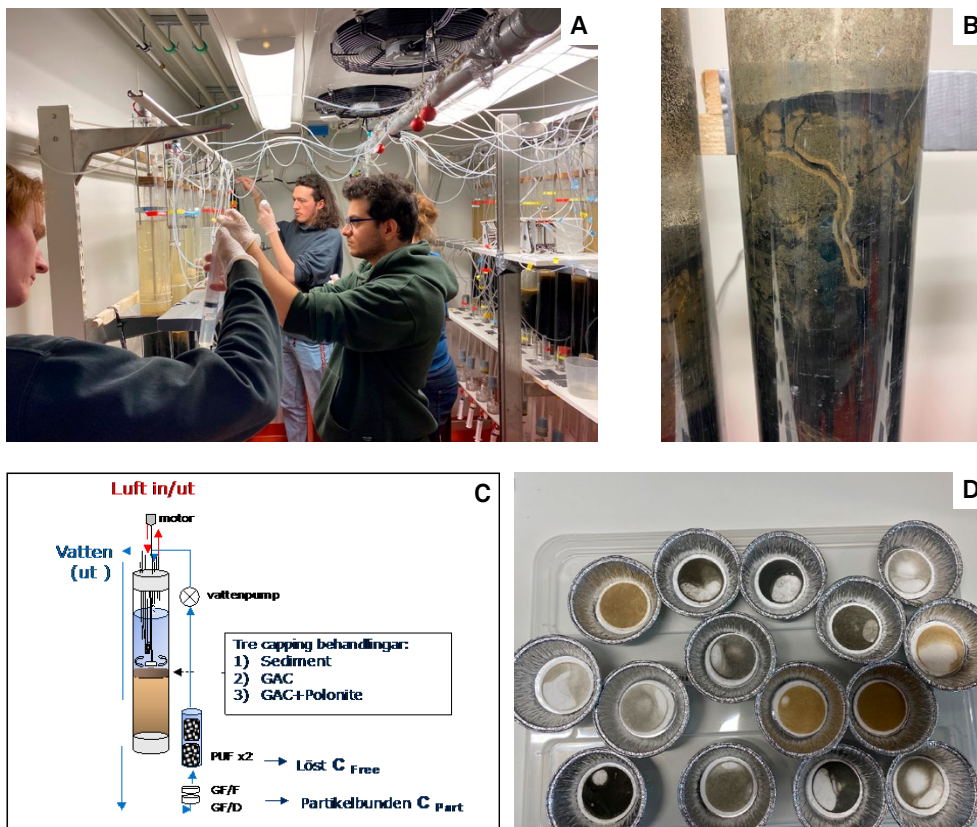 A
B
C
Luft in/ut
motor
Vatten
(ut )
vattenpump
Tre capping behandlingar:
1) Sediment
2) GAC
3) GAC+Polonite
PUF x2
Löst C Free
GF/F
GF/D
Partikelbunden C Part
D